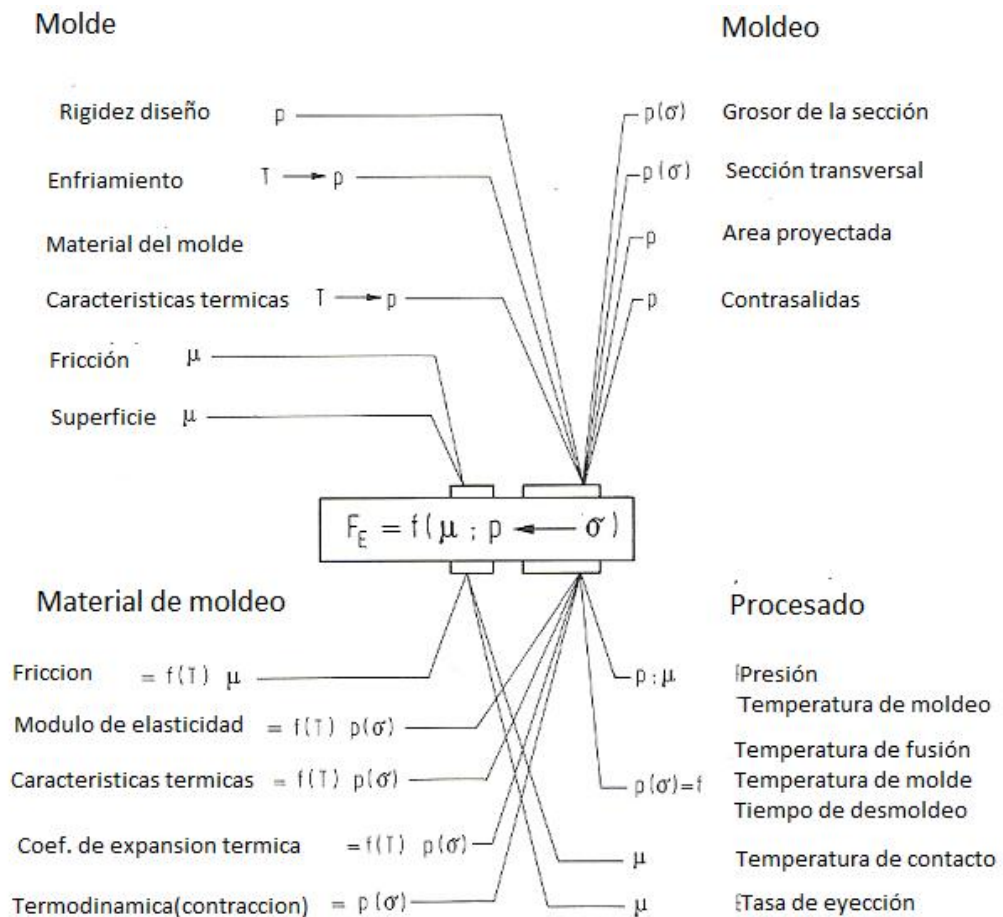 Molde
Rigidez diseño p
Enfriamiento T → p
Material del molde
Caracteristicas termicas T → p
Fricción μ
Superficie μ
Moldeo
p(σ) Grosor de la sección
p(σ) Sección transversal
p Area proyectada
p Contrasalidas
F_E = f(μ ; p ← σ)
Material de moldeo
Friccion = f(T) μ
Modulo de elasticidad = f(T) p(σ)
Caracteristicas termicas = f(T) p(σ)
Coef. de expansion termica =f(T) p(σ)
Termodinamica(contraccion) = p(σ)
Procesado
p ; μ Presión
Temperatura de moldeo
Temperatura de fusión
p(σ)=f Temperatura de molde
Tiempo de desmoldeo
μ Temperatura de contacto
μ Tasa de eyección